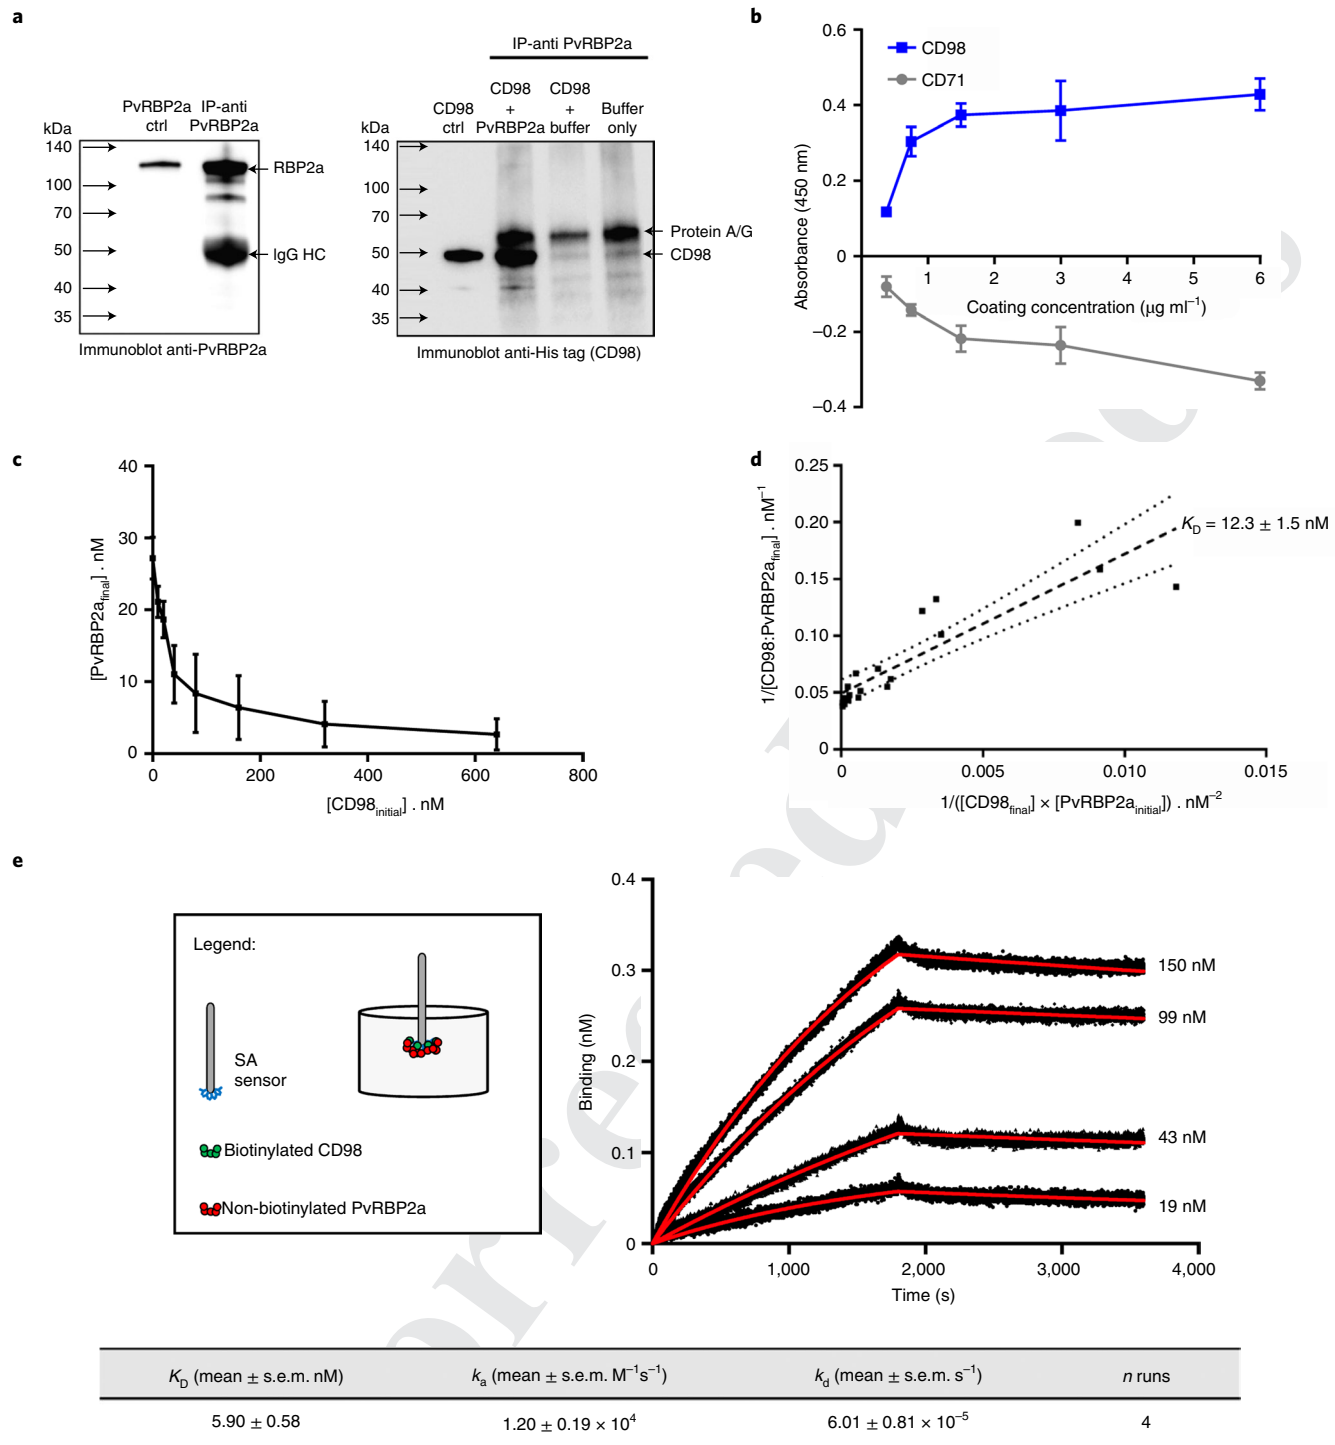 a
IP-anti PvRBP2a
PvRBP2a ctrl
IP-anti PvRBP2a
CD98 ctrl
CD98 + PvRBP2a
CD98 + buffer
Buffer only
kDa
140
100
70
50
40
35
RBP2a
IgG HC
Immunoblot anti-PvRBP2a
kDa
140
100
70
50
40
35
Protein A/G
CD98
Immunoblot anti-His tag (CD98)
b
CD98
CD71
0.6
0.4
0.2
0
–0.2
–0.4
Absorbance (450 nm)
1 2 3 4 5 6
Coating concentration (μg ml–1)
c
40
30
20
10
0
[PvRBP2afinal] . nM
0 200 400 600 800
[CD98initial] . nM
d
0.25
0.20
0.15
0.10
0.05
0
1/[CD98:PvRBP2afinal] . nM–1
KD = 12.3 ± 1.5 nM
0 0.005 0.010 0.015
1/([CD98final] × [PvRBP2ainitial]) . nM–2
e
Legend:
SA sensor
Biotinylated CD98
Non-biotinylated PvRBP2a
0.4
0.3
0.2
0.1
0
Binding (nM)
150 nM
99 nM
43 nM
19 nM
0 1,000 2,000 3,000 4,000
Time (s)
KD (mean ± s.e.m. nM) ka (mean ± s.e.m. M–1s–1) kd (mean ± s.e.m. s–1) n runs
5.90 ± 0.58 1.20 ± 0.19 × 104 6.01 ± 0.81 × 10–5 4